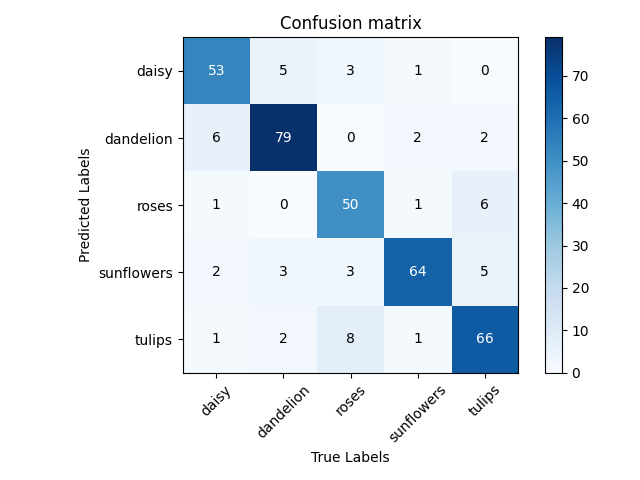 Confusion matrix
Predicted Labels
daisy 53 5 3 1 0
dandelion 6 79 0 2 2
roses 1 0 50 1 6
sunflowers 2 3 3 64 5
tulips 1 2 8 1 66
daisy dandelion roses sunflowers tulips
True Labels
70
60
50
40
30
20
10
0